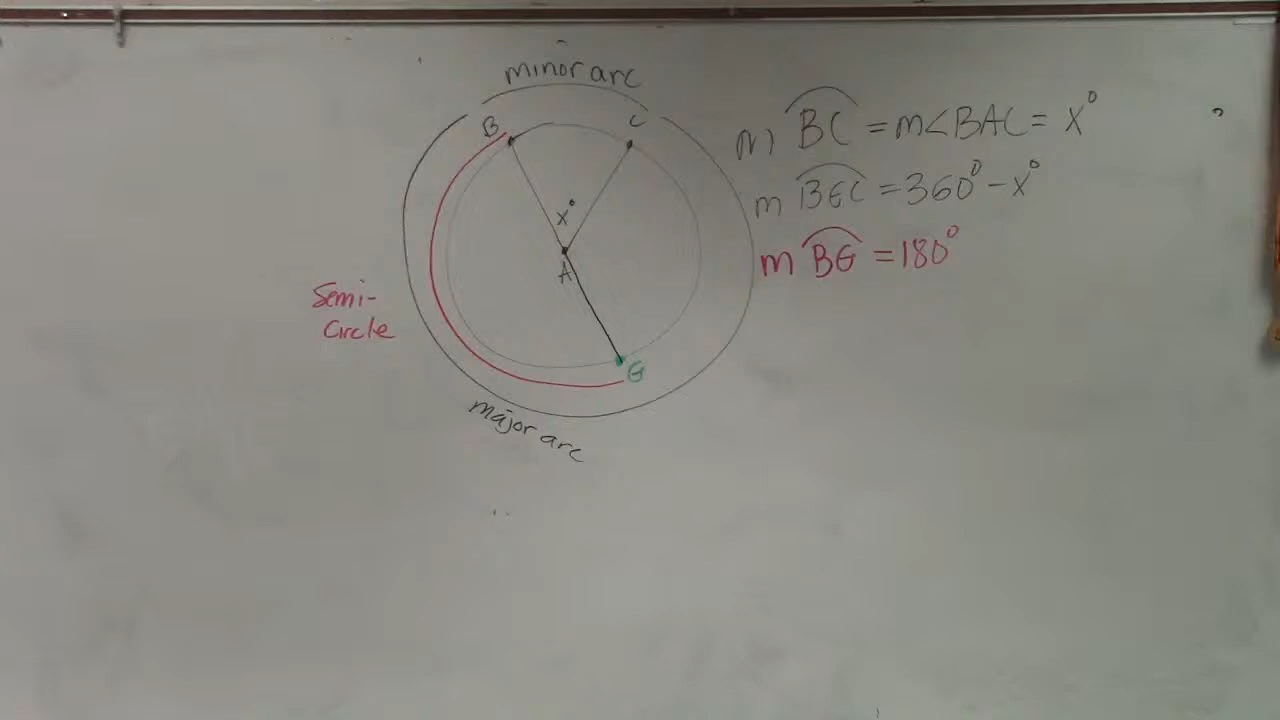 minor arc
B
C
x°
A
G
Semi-
Circle
major arc
m BC = m<BAC = x°
m BGC = 360° - x°
m BG = 180°